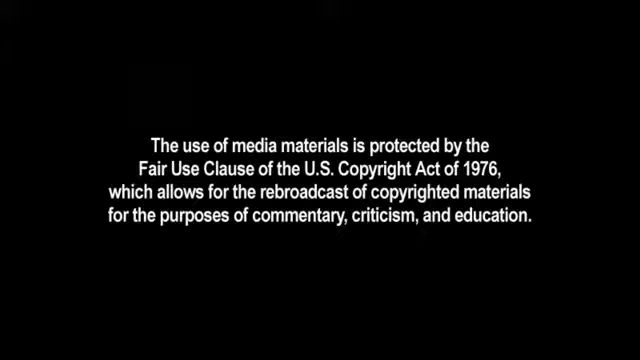 The use of media materials is protected by the
Fair Use Clause of the U.S. Copyright Act of 1976,
which allows for the rebroadcast of copyrighted materials
for the purposes of commentary, criticism, and education.